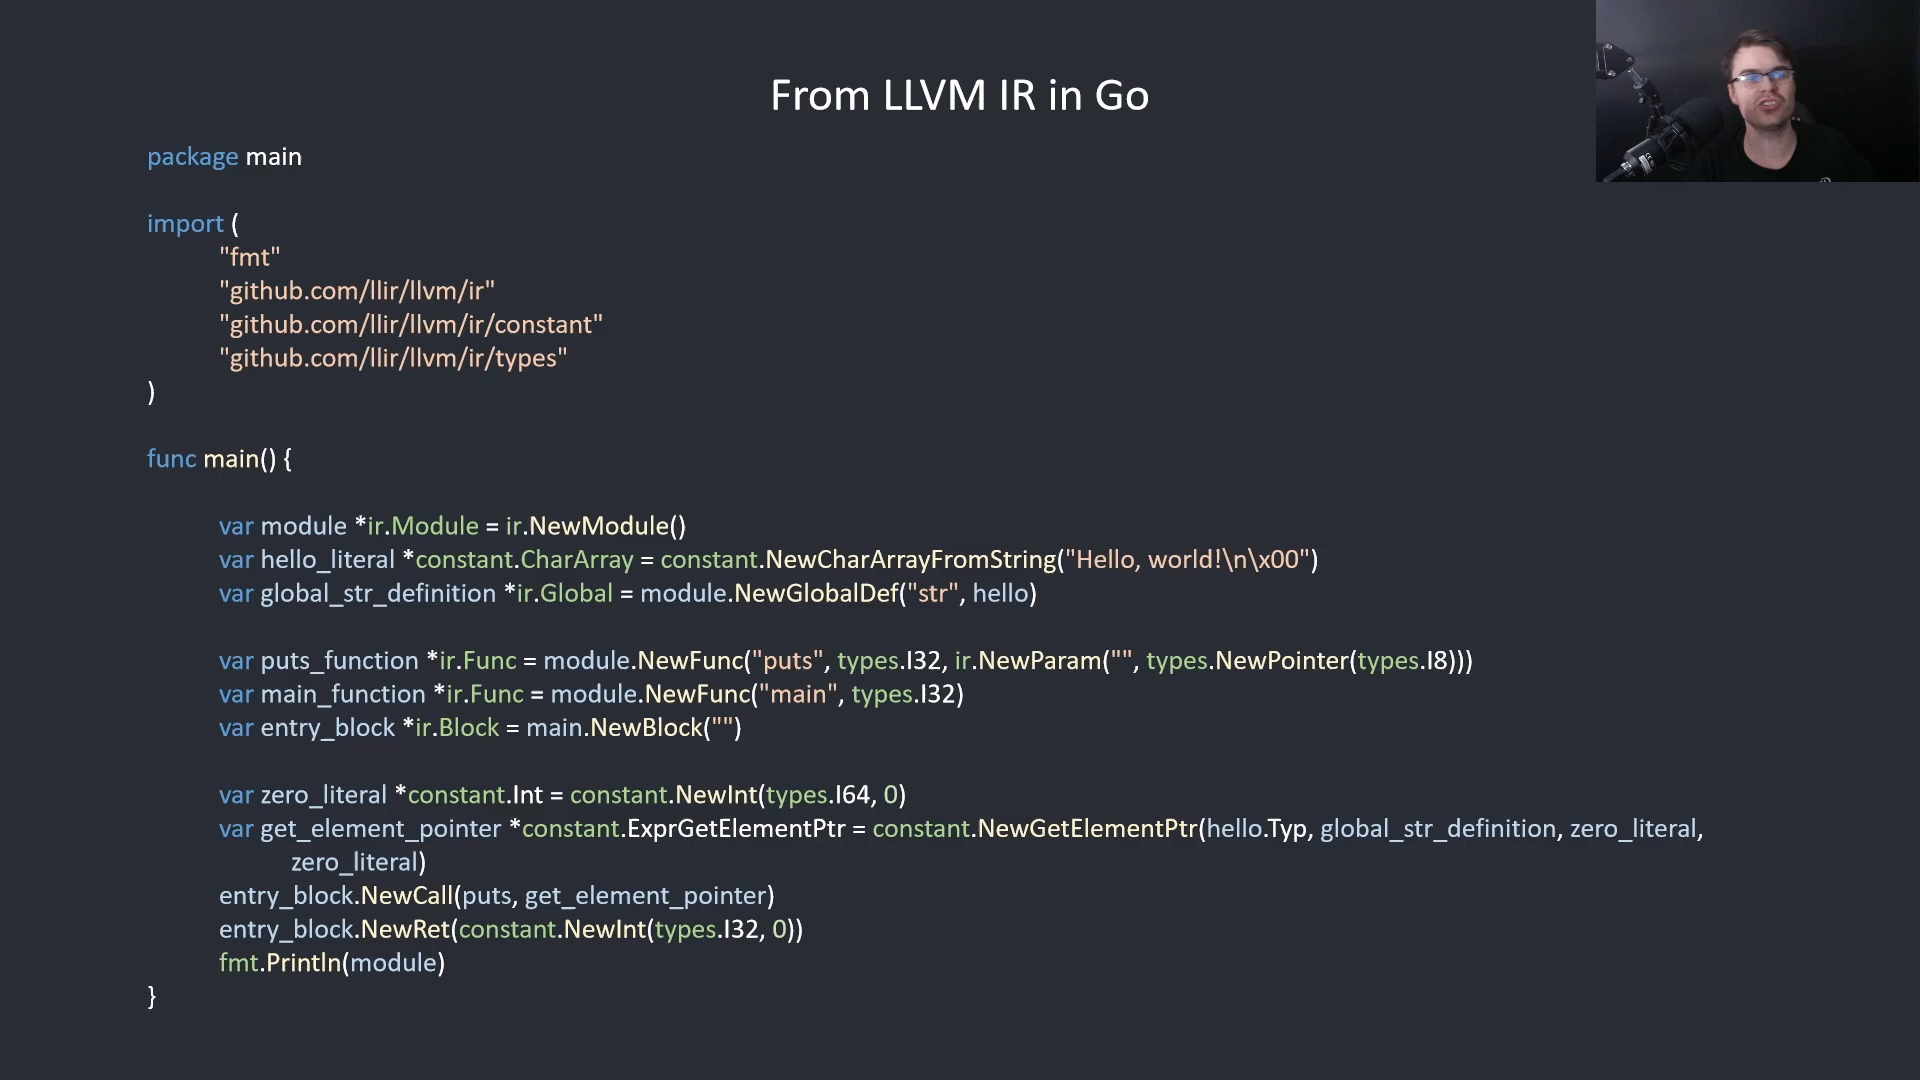 From LLVM IR in Go
package main
import (
"fmt"
"github.com/llir/llvm/ir"
"github.com/llir/llvm/ir/constant"
"github.com/llir/llvm/ir/types"
)
func main() {
var module *ir.Module = ir.NewModule()
var hello_literal *constant.CharArray = constant.NewCharArrayFromString("Hello, world!\n\x00")
var global_str_definition *ir.Global = module.NewGlobalDef("str", hello)
var puts_function *ir.Func = module.NewFunc("puts", types.I32, ir.NewParam("", types.NewPointer(types.I8)))
var main_function *ir.Func = module.NewFunc("main", types.I32)
var entry_block *ir.Block = main.NewBlock("")
var zero_literal *constant.Int = constant.NewInt(types.I64, 0)
var get_element_pointer *constant.ExprGetElementPtr = constant.NewGetElementPtr(hello.Typ, global_str_definition, zero_literal,
zero_literal)
entry_block.NewCall(puts, get_element_pointer)
entry_block.NewRet(constant.NewInt(types.I32, 0))
fmt.Println(module)
}